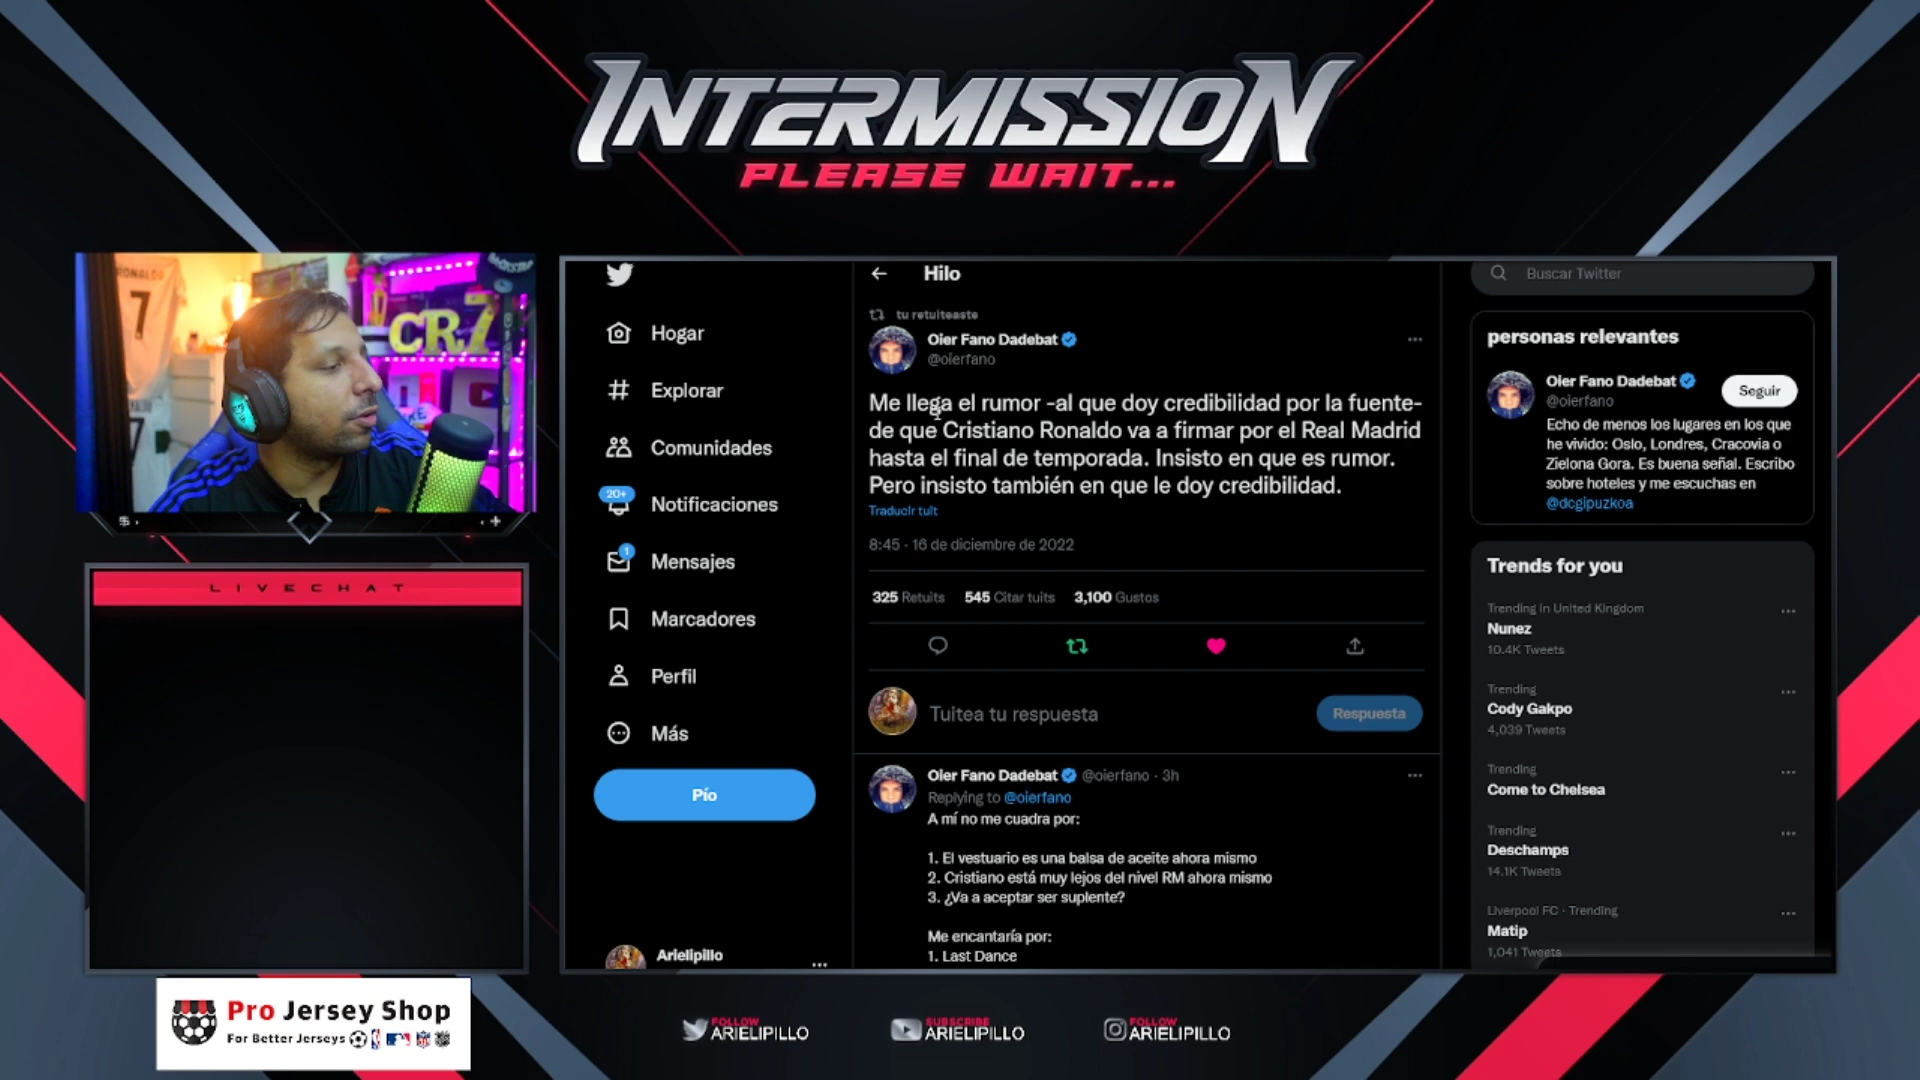 INTERMISSION
PLEASE WAIT...
RONALDO
7
CR7
LIVECHAT
Pro Jersey Shop
For Better Jerseys
Hogar
Explorar
Comunidades
20+
Notificaciones
1
Mensajes
Marcadores
Perfil
Más
Pío
Arielipillo
Hilo
tu retuiteaste
Oier Fano Dadebat
@oierfano
Me llega el rumor -al que doy credibilidad por la fuente-
de que Cristiano Ronaldo va a firmar por el Real Madrid
hasta el final de temporada. Insisto en que es rumor.
Pero insisto también en que le doy credibilidad.
Traducir tuit
8:45 · 16 de diciembre de 2022
325 Retuits 545 Citar tuits 3,100 Gustos
Tuitea tu respuesta
Respuesta
Oier Fano Dadebat @oierfano · 3h
Replying to @oierfano
A mí no me cuadra por:
1. El vestuario es una balsa de aceite ahora mismo
2. Cristiano está muy lejos del nivel RM ahora mismo
3. ¿Va a aceptar ser suplente?
Me encantaría por:
1. Last Dance
Buscar Twitter
personas relevantes
Oier Fano Dadebat
@oierfano
Seguir
Echo de menos los lugares en los que
he vivido: Oslo, Londres, Cracovia o
Zielona Gora. Es buena señal. Escribo
sobre hoteles y me escuchas en
@dcgipuzkoa
Trends for you
Trending in United Kingdom
Nunez
10.4K Tweets
Trending
Cody Gakpo
4,039 Tweets
Trending
Come to Chelsea
Trending
Deschamps
14.1K Tweets
Liverpool FC · Trending
Matip
1,041 Tweets
FOLLOW
ARIELIPILLO
SUBSCRIBE
ARIELIPILLO
FOLLOW
ARIELIPILLO